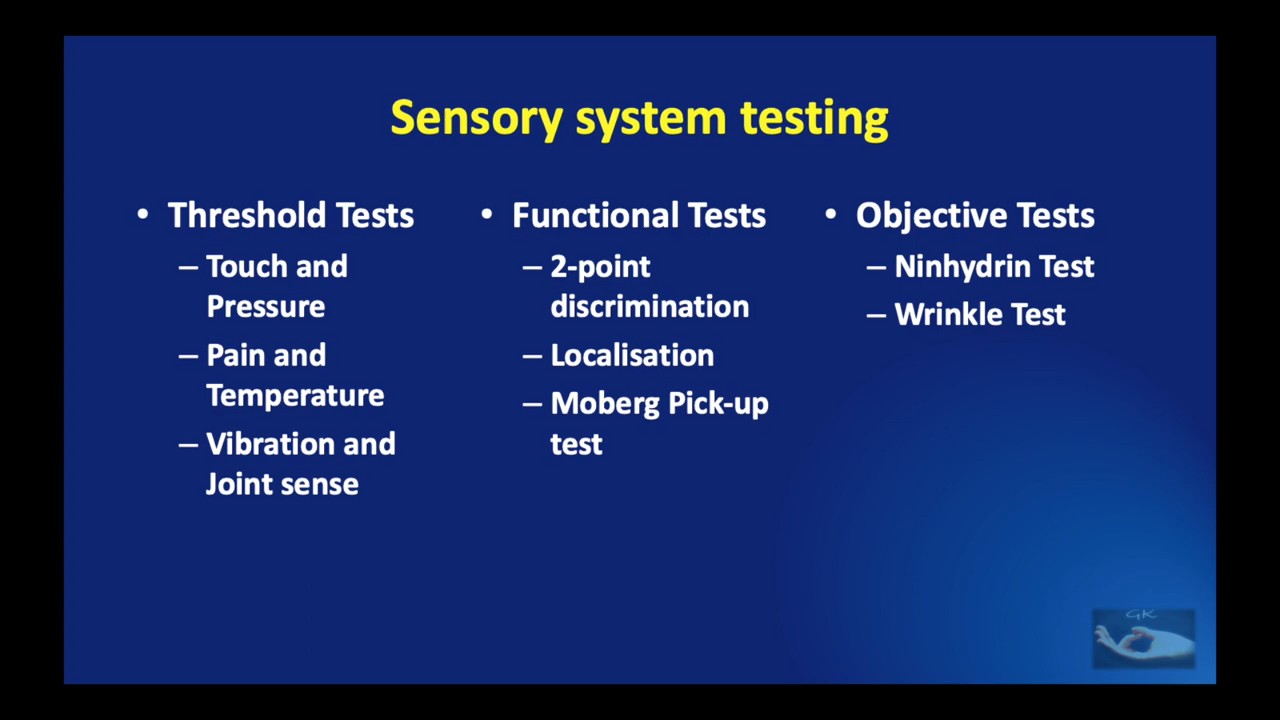 Sensory system testing
• Threshold Tests
– Touch and
Pressure
– Pain and
Temperature
– Vibration and
Joint sense
• Functional Tests
– 2-point
discrimination
– Localisation
– Moberg Pick-up
test
• Objective Tests
– Ninhydrin Test
– Wrinkle Test
GK